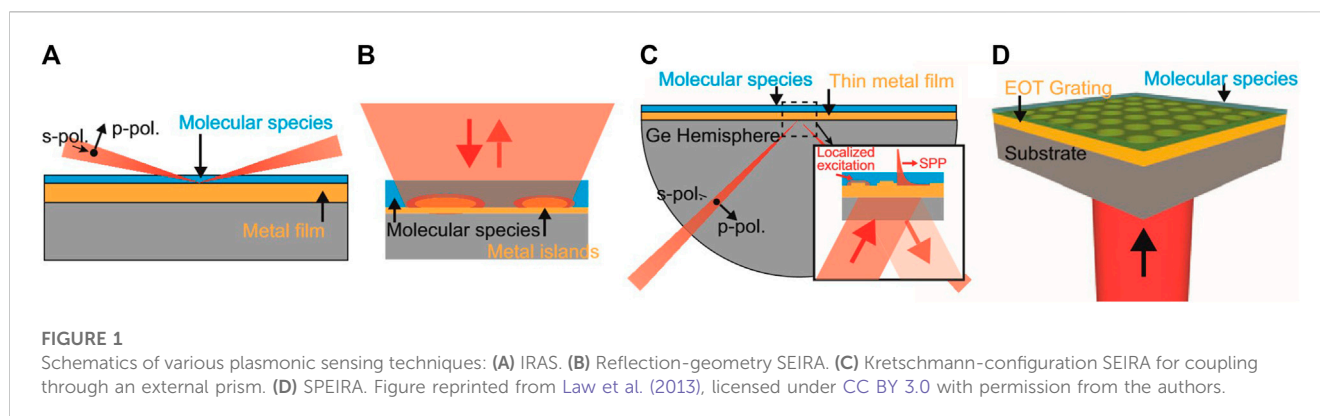 A
s-pol.
p-pol.
Molecular species
Metal film
B
Molecular species
Metal islands
C
Molecular species
Thin metal film
Ge Hemisphere
s-pol.
p-pol.
Localized
excitation
SPP
D
EOT Grating
Molecular species
Substrate
FIGURE 1
Schematics of various plasmonic sensing techniques: (A) IRAS. (B) Reflection-geometry SEIRA. (C) Kretschmann-configuration SEIRA for coupling
through an external prism. (D) SPEIRA. Figure reprinted from Law et al. (2013), licensed under CC BY 3.0 with permission from the authors.